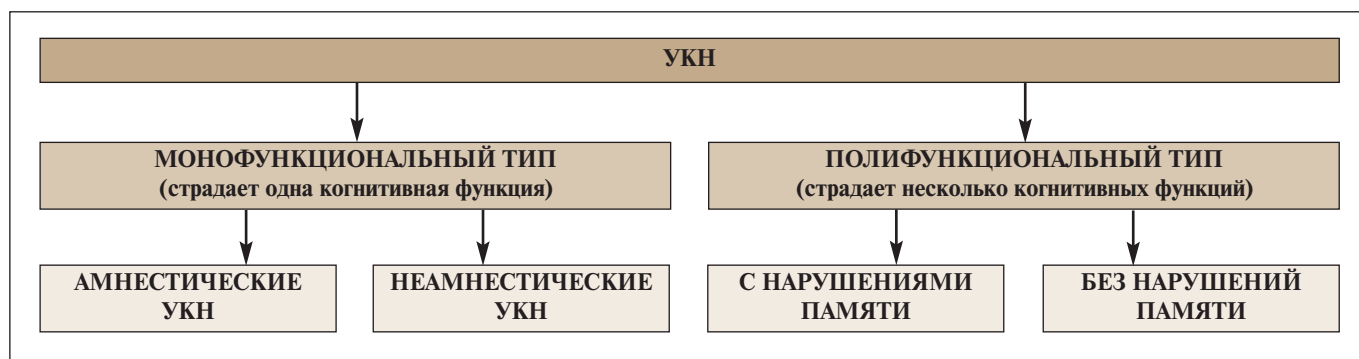 УКН
МОНОФУНКЦИОНАЛЬНЫЙ ТИП
(страдает одна когнитивная функция)
ПОЛИФУНКЦИОНАЛЬНЫЙ ТИП
(страдает несколько когнитивных функций)
АМНЕСТИЧЕСКИЕ
УКН
НЕАМНЕСТИЧЕСКИЕ
УКН
С НАРУШЕНИЯМИ
ПАМЯТИ
БЕЗ НАРУШЕНИЙ
ПАМЯТИ